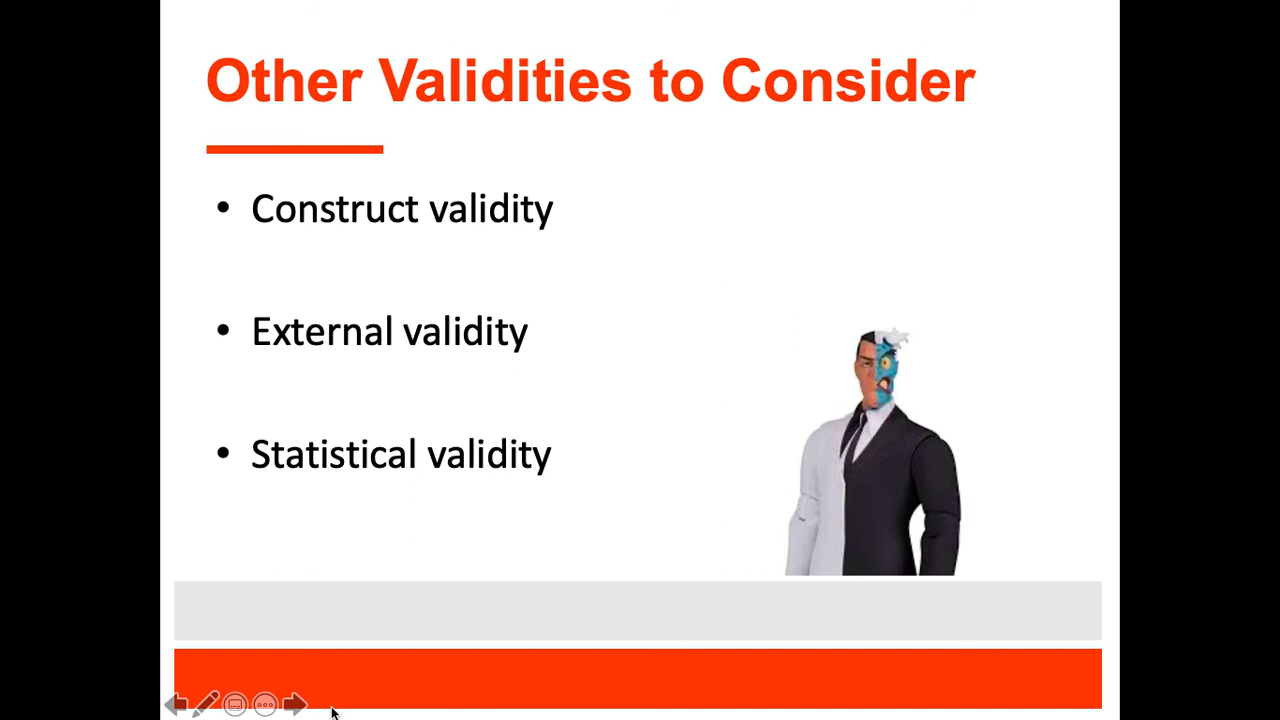 Other Validities to Consider
• Construct validity
• External validity
• Statistical validity